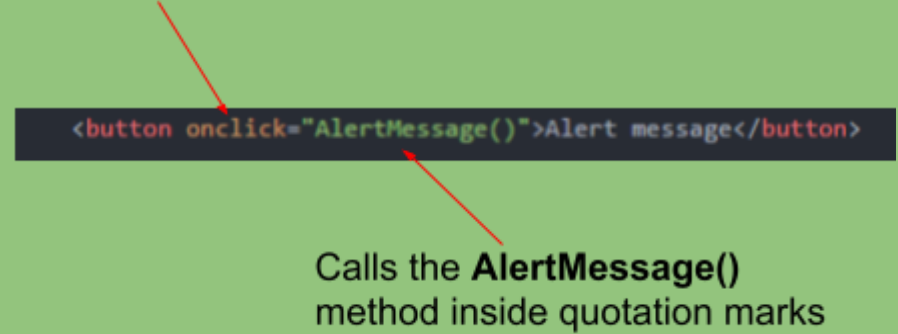 <button onclick="AlertMessage()">Alert message</button>
Calls the AlertMessage()
method inside quotation marks